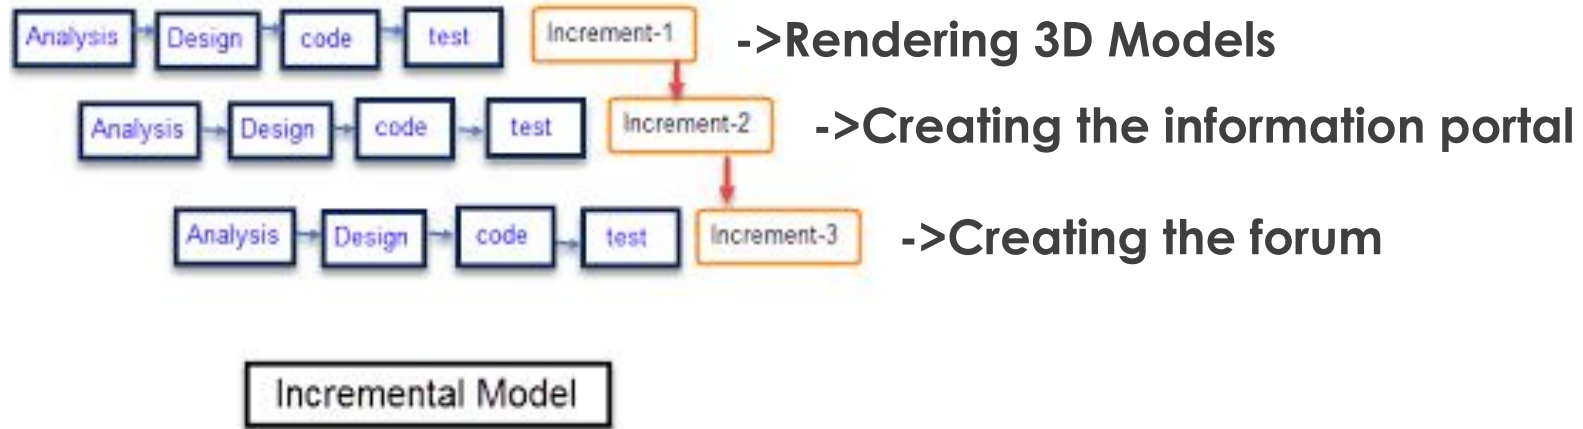 Analysis Design code test Increment-1 ->Rendering 3D Models
Analysis Design code test Increment-2 ->Creating the information portal
Analysis Design code test Increment-3 ->Creating the forum
Incremental Model